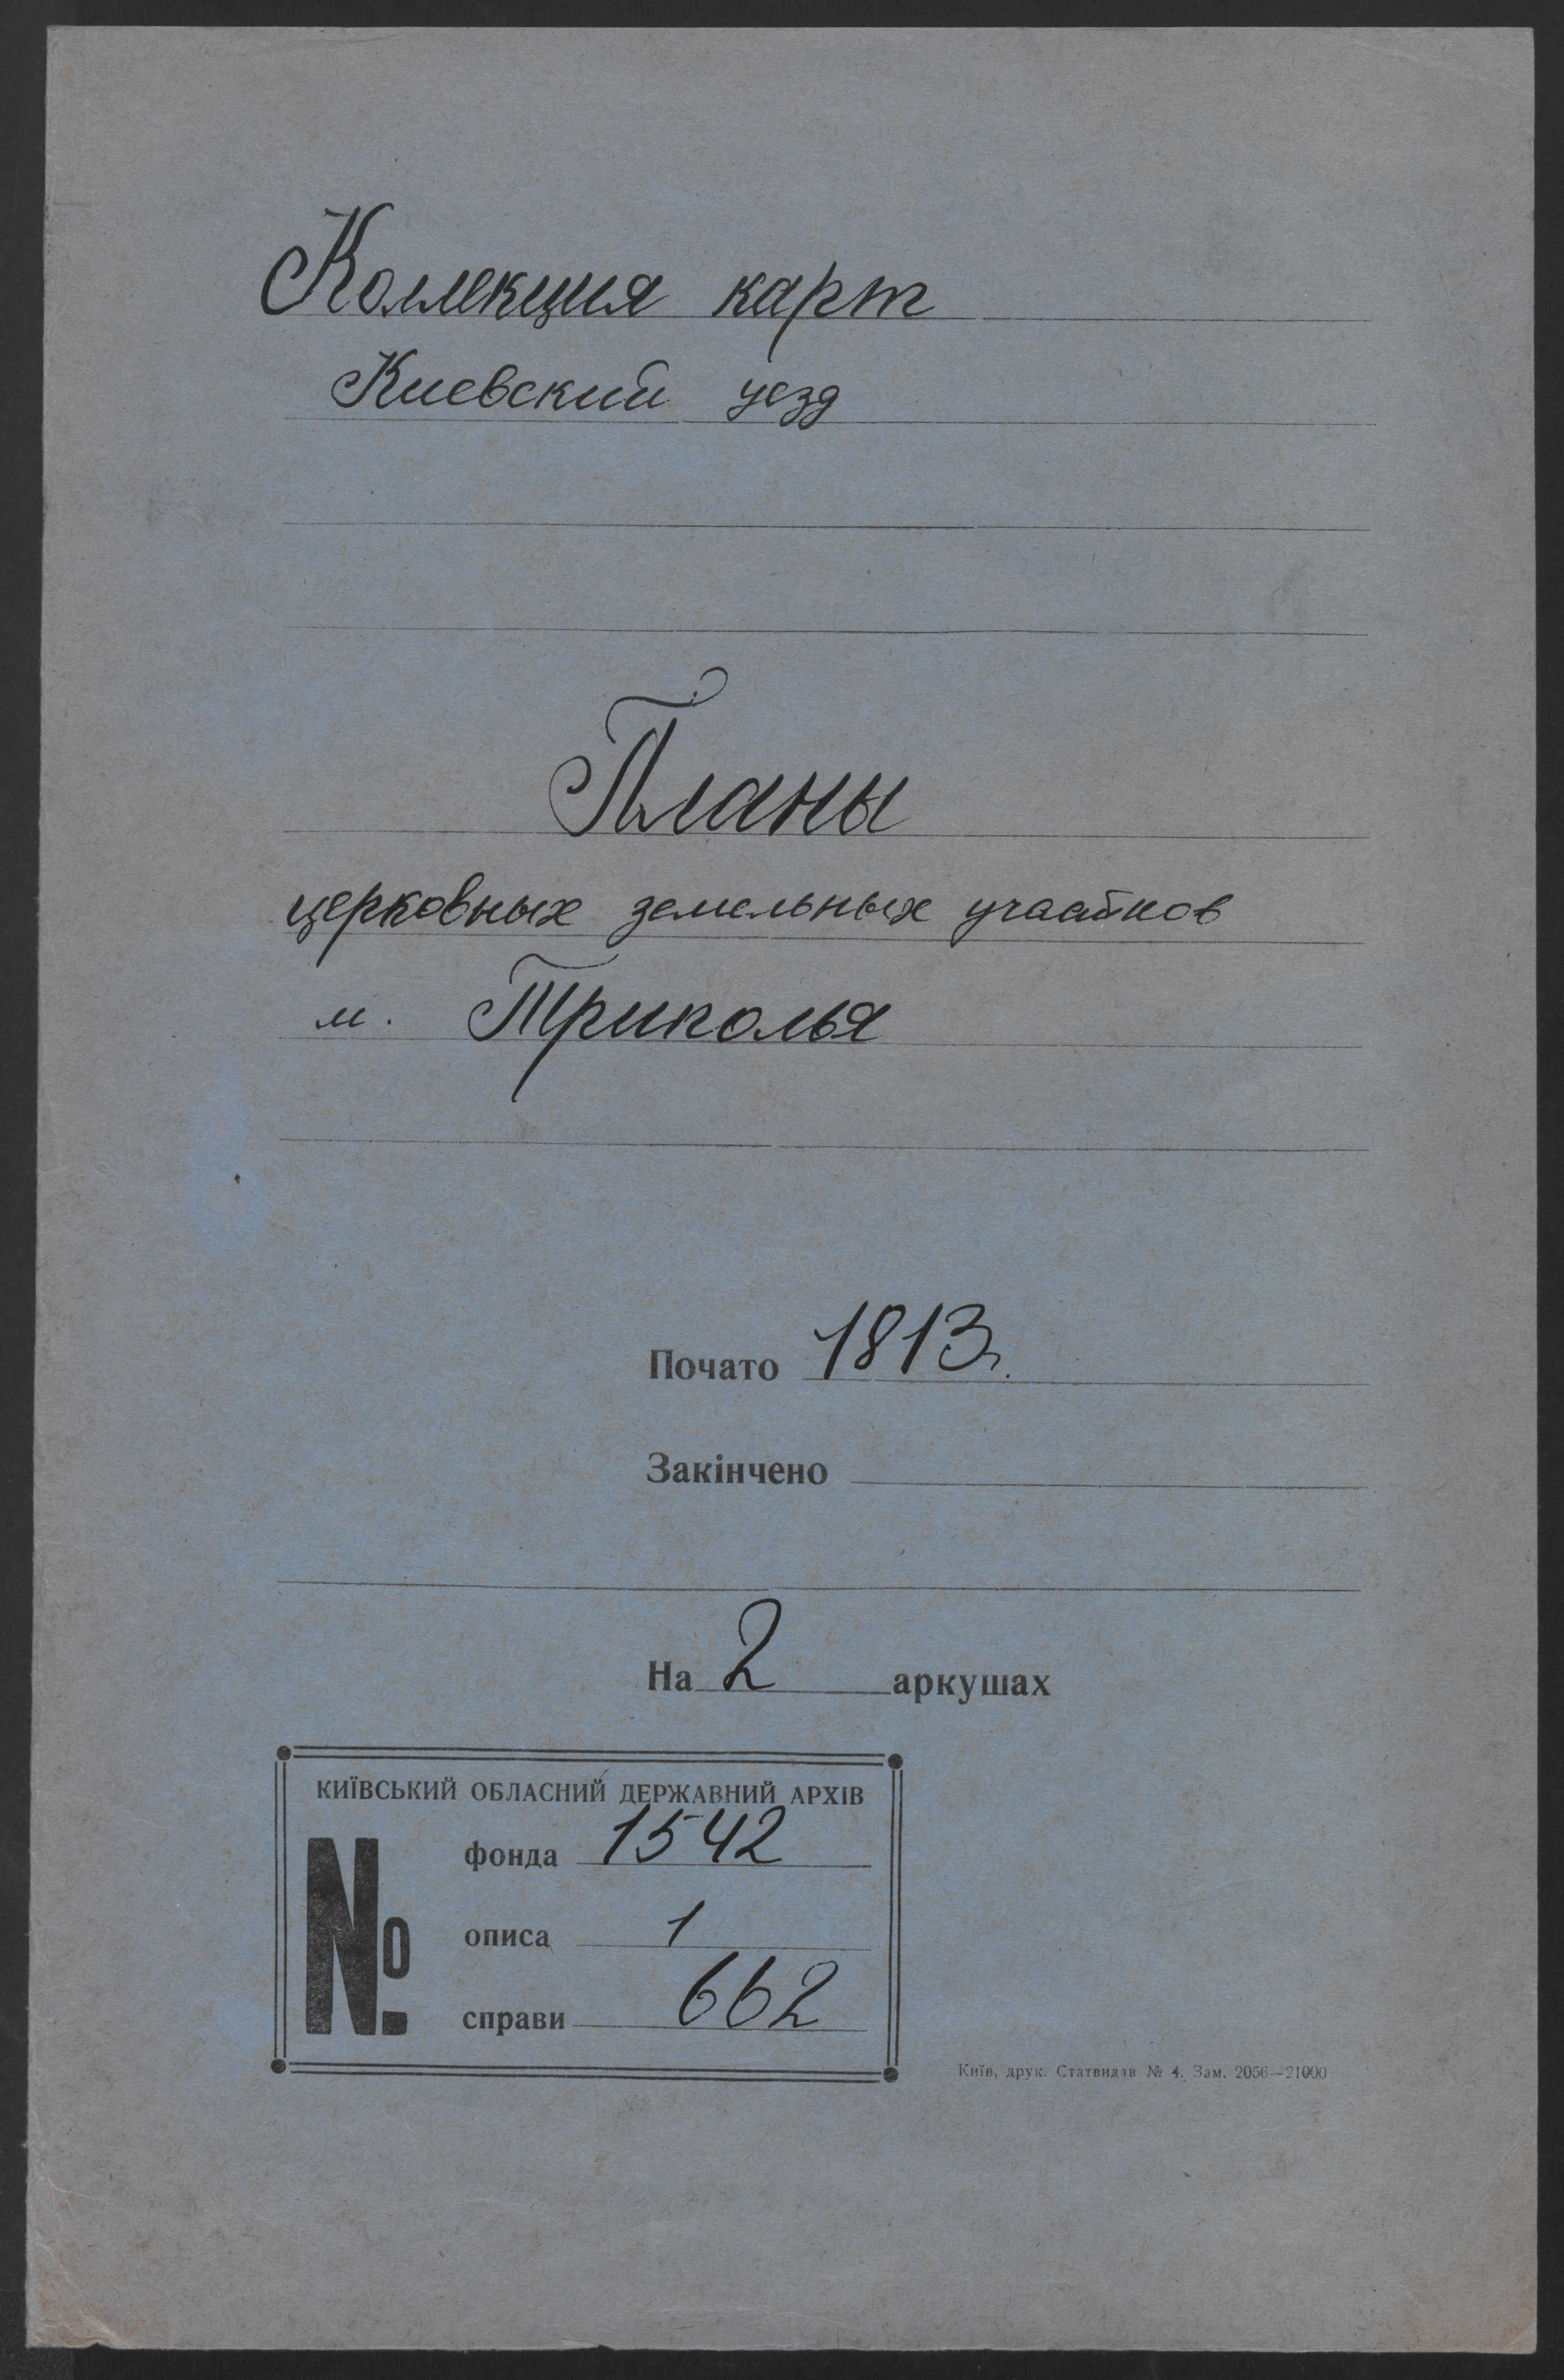 Коллекция карт
Киевский уезд
Планы
церковных земельных участков
м. Триполья
Почато 1813 г.
Закінчено
На 2 аркушах
КИЇВСЬКИЙ ОБЛАСНИЙ ДЕРЖАВНИЙ АРХІВ
№
фонда 1542
описа 1
справи 662
Київ, друк. Статвидав № 4. Зам. 2056—21000